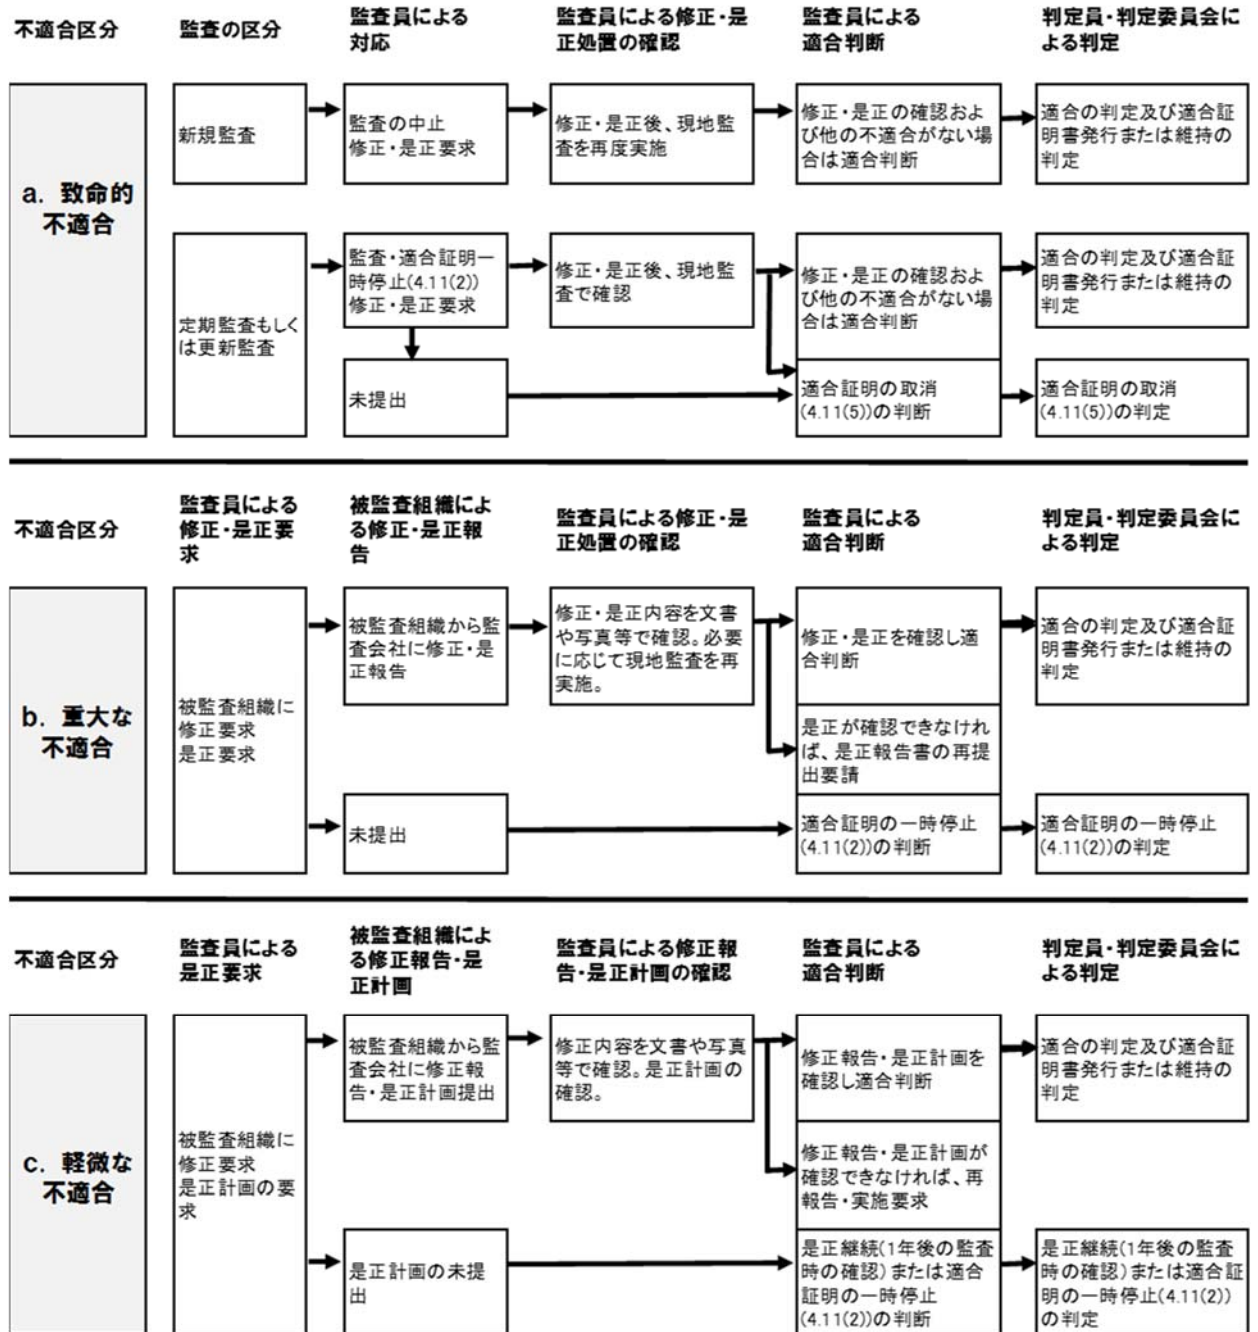 不適合区分
監査の区分
監査員による
対応
監査員による修正・是
正処置の確認
監査員による
適合判断
判定員・判定委員会に
よる判定
a. 致命的
不適合
新規監査
監査の中止
修正・是正要求
修正・是正後、現地監
査を再度実施
修正・是正の確認およ
び他の不適合がない場
合は適合判断
適合の判定及び適合証
明書発行または維持の
判定
定期監査もしく
は更新監査
監査・適合証明一
時停止(4.11(2))
修正・是正要求
修正・是正後、現地監
査で確認
修正・是正の確認およ
び他の不適合がない場
合は適合判断
適合の判定及び適合証
明書発行または維持の
判定
未提出
適合証明の取消
(4.11(5))の判断
適合証明の取消
(4.11(5))の判定
不適合区分
監査員による
修正・是正要
求
被監査組織によ
る修正・是正報
告
監査員による修正・是
正処置の確認
監査員による
適合判断
判定員・判定委員会に
よる判定
b. 重大な
不適合
被監査組織に
修正要求
是正要求
被監査組織から監
査会社に修正・是
正報告
修正・是正内容を文書
や写真等で確認。必要
に応じて現地監査を再
実施。
修正・是正を確認し適
合判断
適合の判定及び適合証
明書発行または維持の
判定
是正が確認できなけれ
ば、是正報告書の再提
出要請
未提出
適合証明の一時停止
(4.11(2))の判断
適合証明の一時停止
(4.11(2))の判定
不適合区分
監査員による
是正要求
被監査組織によ
る修正報告・是
正計画
監査員による修正報
告・是正計画の確認
監査員による
適合判断
判定員・判定委員会に
よる判定
c. 軽微な
不適合
被監査組織に
修正要求
是正計画の要
求
被監査組織から監
査会社に修正報
告・是正計画提出
修正内容を文書や写真
等で確認。是正計画の
確認。
修正報告・是正計画を
確認し適合判断
適合の判定及び適合証
明書発行または維持の
判定
修正報告・是正計画が
確認できなければ、再
報告・実施要求
是正計画の未提
出
是正継続(1年後の監査
時の確認)または適合
証明の一時停止
(4.11(2))の判断
是正継続(1年後の監査
時の確認)または適合証
明の一時停止(4.11(2))
の判定